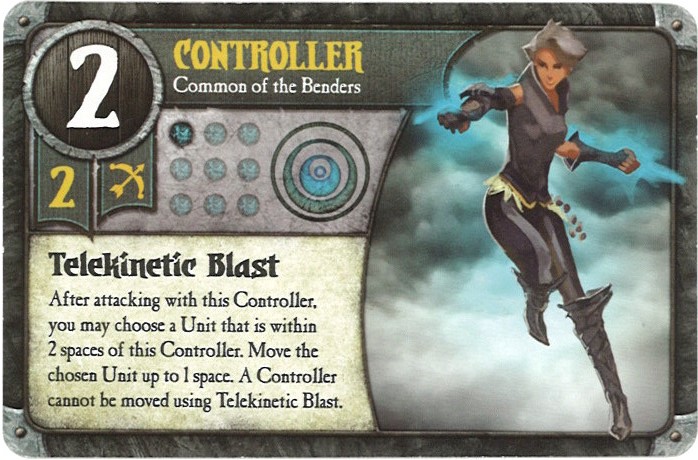 2
CONTROLLER
Common of the Benders
2
Telekinetic Blast
After attacking with this Controller,
you may choose a Unit that is within
2 spaces of this Controller. Move the
chosen Unit up to 1 space. A Controller
cannot be moved using Telekinetic Blast.